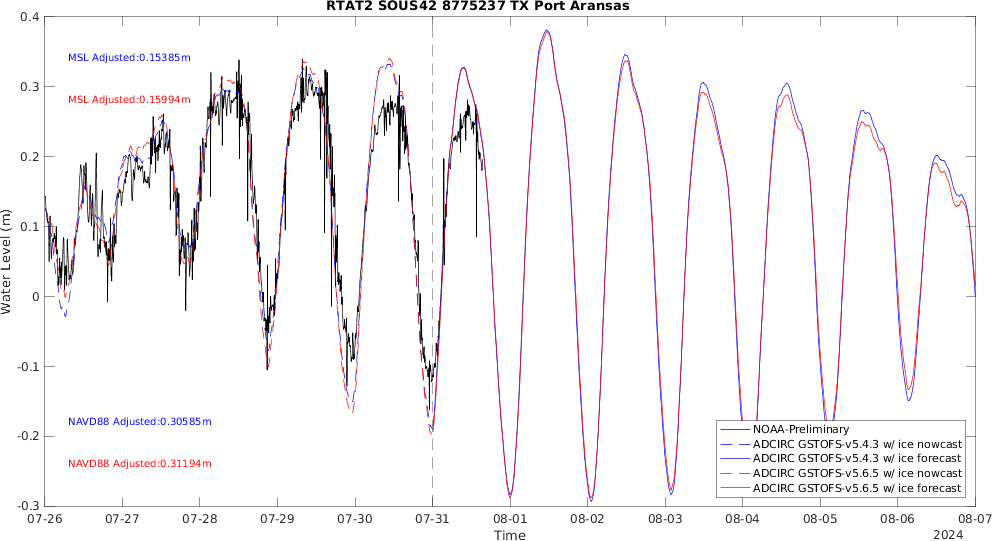 RTAT2 SOUS42 8775237 TX Port Aransas
0.4
0.3
0.2
0.1
0
-0.1
-0.2
-0.3
Water Level (m)
MSL Adjusted:0.15385m
MSL Adjusted:0.15994m
NAVD88 Adjusted:0.30585m
NAVD88 Adjusted:0.31194m
NOAA-Preliminary
ADCIRC GSTOFS-v5.4.3 w/ ice nowcast
ADCIRC GSTOFS-v5.4.3 w/ ice forecast
ADCIRC GSTOFS-v5.6.5 w/ ice nowcast
ADCIRC GSTOFS-v5.6.5 w/ ice forecast
07-26 07-27 07-28 07-29 07-30 07-31 08-01 08-02 08-03 08-04 08-05 08-06 08-07
Time
2024